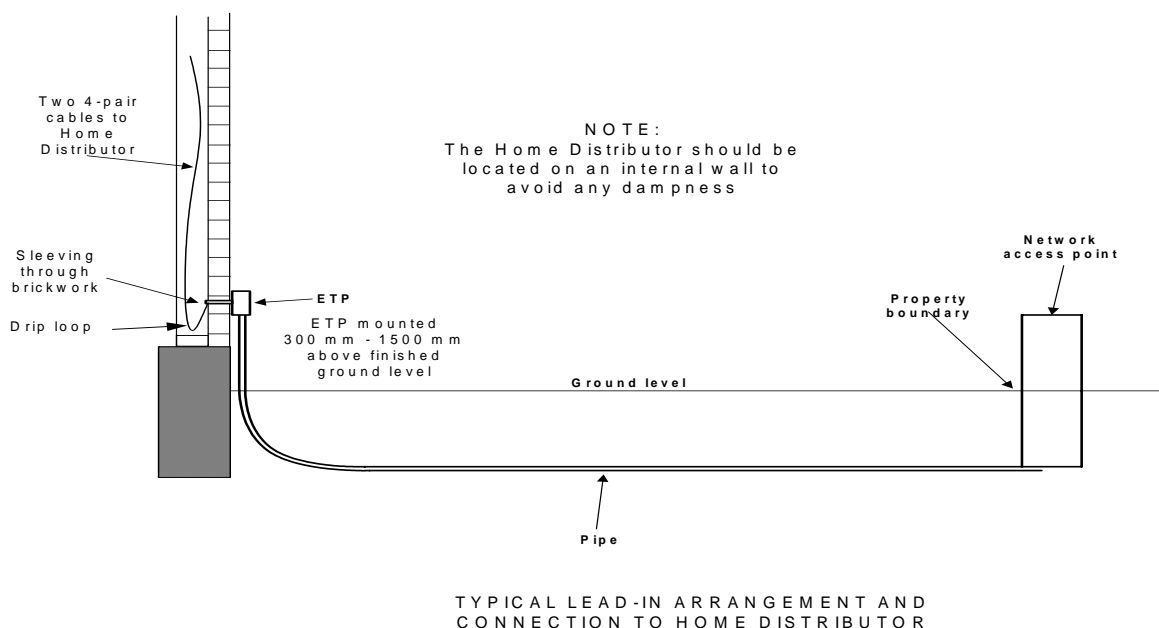 Two 4-pair
cables to
Home
Distributor
NOTE:
The Home Distributor should be
located on an internal wall to
avoid any dampness
Sleeving
through
brickwork
Drip loop
ETP
ETP mounted
300 mm - 1500 mm
above finished
ground level
Network
access point
Property
boundary
Ground level
Pipe
TYPICAL LEAD-IN ARRANGEMENT AND
CONNECTION TO HOME DISTRIBUTOR